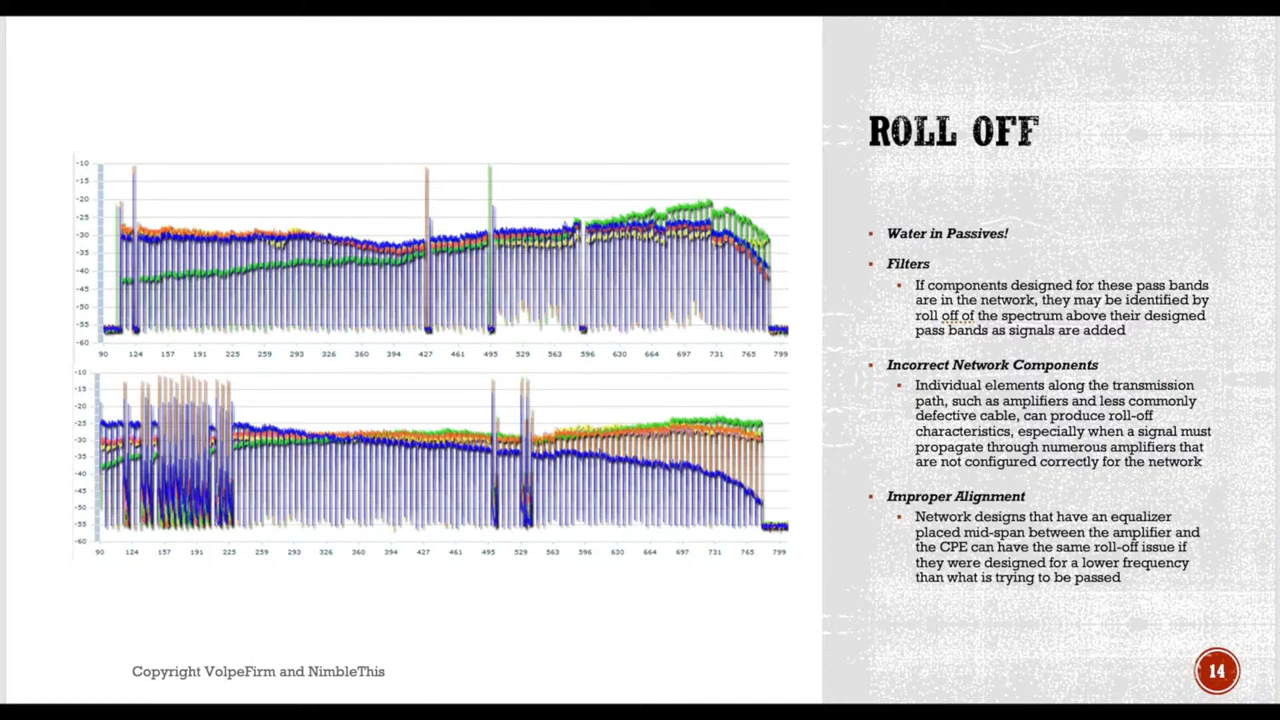 -10
-15
-20
-25
-30
-35
-40
-45
-50
-55
-60
90 124 157 191 225 259 293 326 360 394 427 461 495 529 563 596 630 664 697 731 765 799
-10
-15
-20
-25
-30
-35
-40
-45
-50
-55
-60
90 124 157 191 225 259 293 326 360 394 427 461 495 529 563 596 630 664 697 731 765 799
ROLL OFF
▪ Water in Passives!
▪ Filters
▪ If components designed for these pass bands
are in the network, they may be identified by
roll off of the spectrum above their designed
pass bands as signals are added
▪ Incorrect Network Components
▪ Individual elements along the transmission
path, such as amplifiers and less commonly
defective cable, can produce roll-off
characteristics, especially when a signal must
propagate through numerous amplifiers that
are not configured correctly for the network
▪ Improper Alignment
▪ Network designs that have an equalizer
placed mid-span between the amplifier and
the CPE can have the same roll-off issue if
they were designed for a lower frequency
than what is trying to be passed
Copyright VolpeFirm and NimbleThis
14